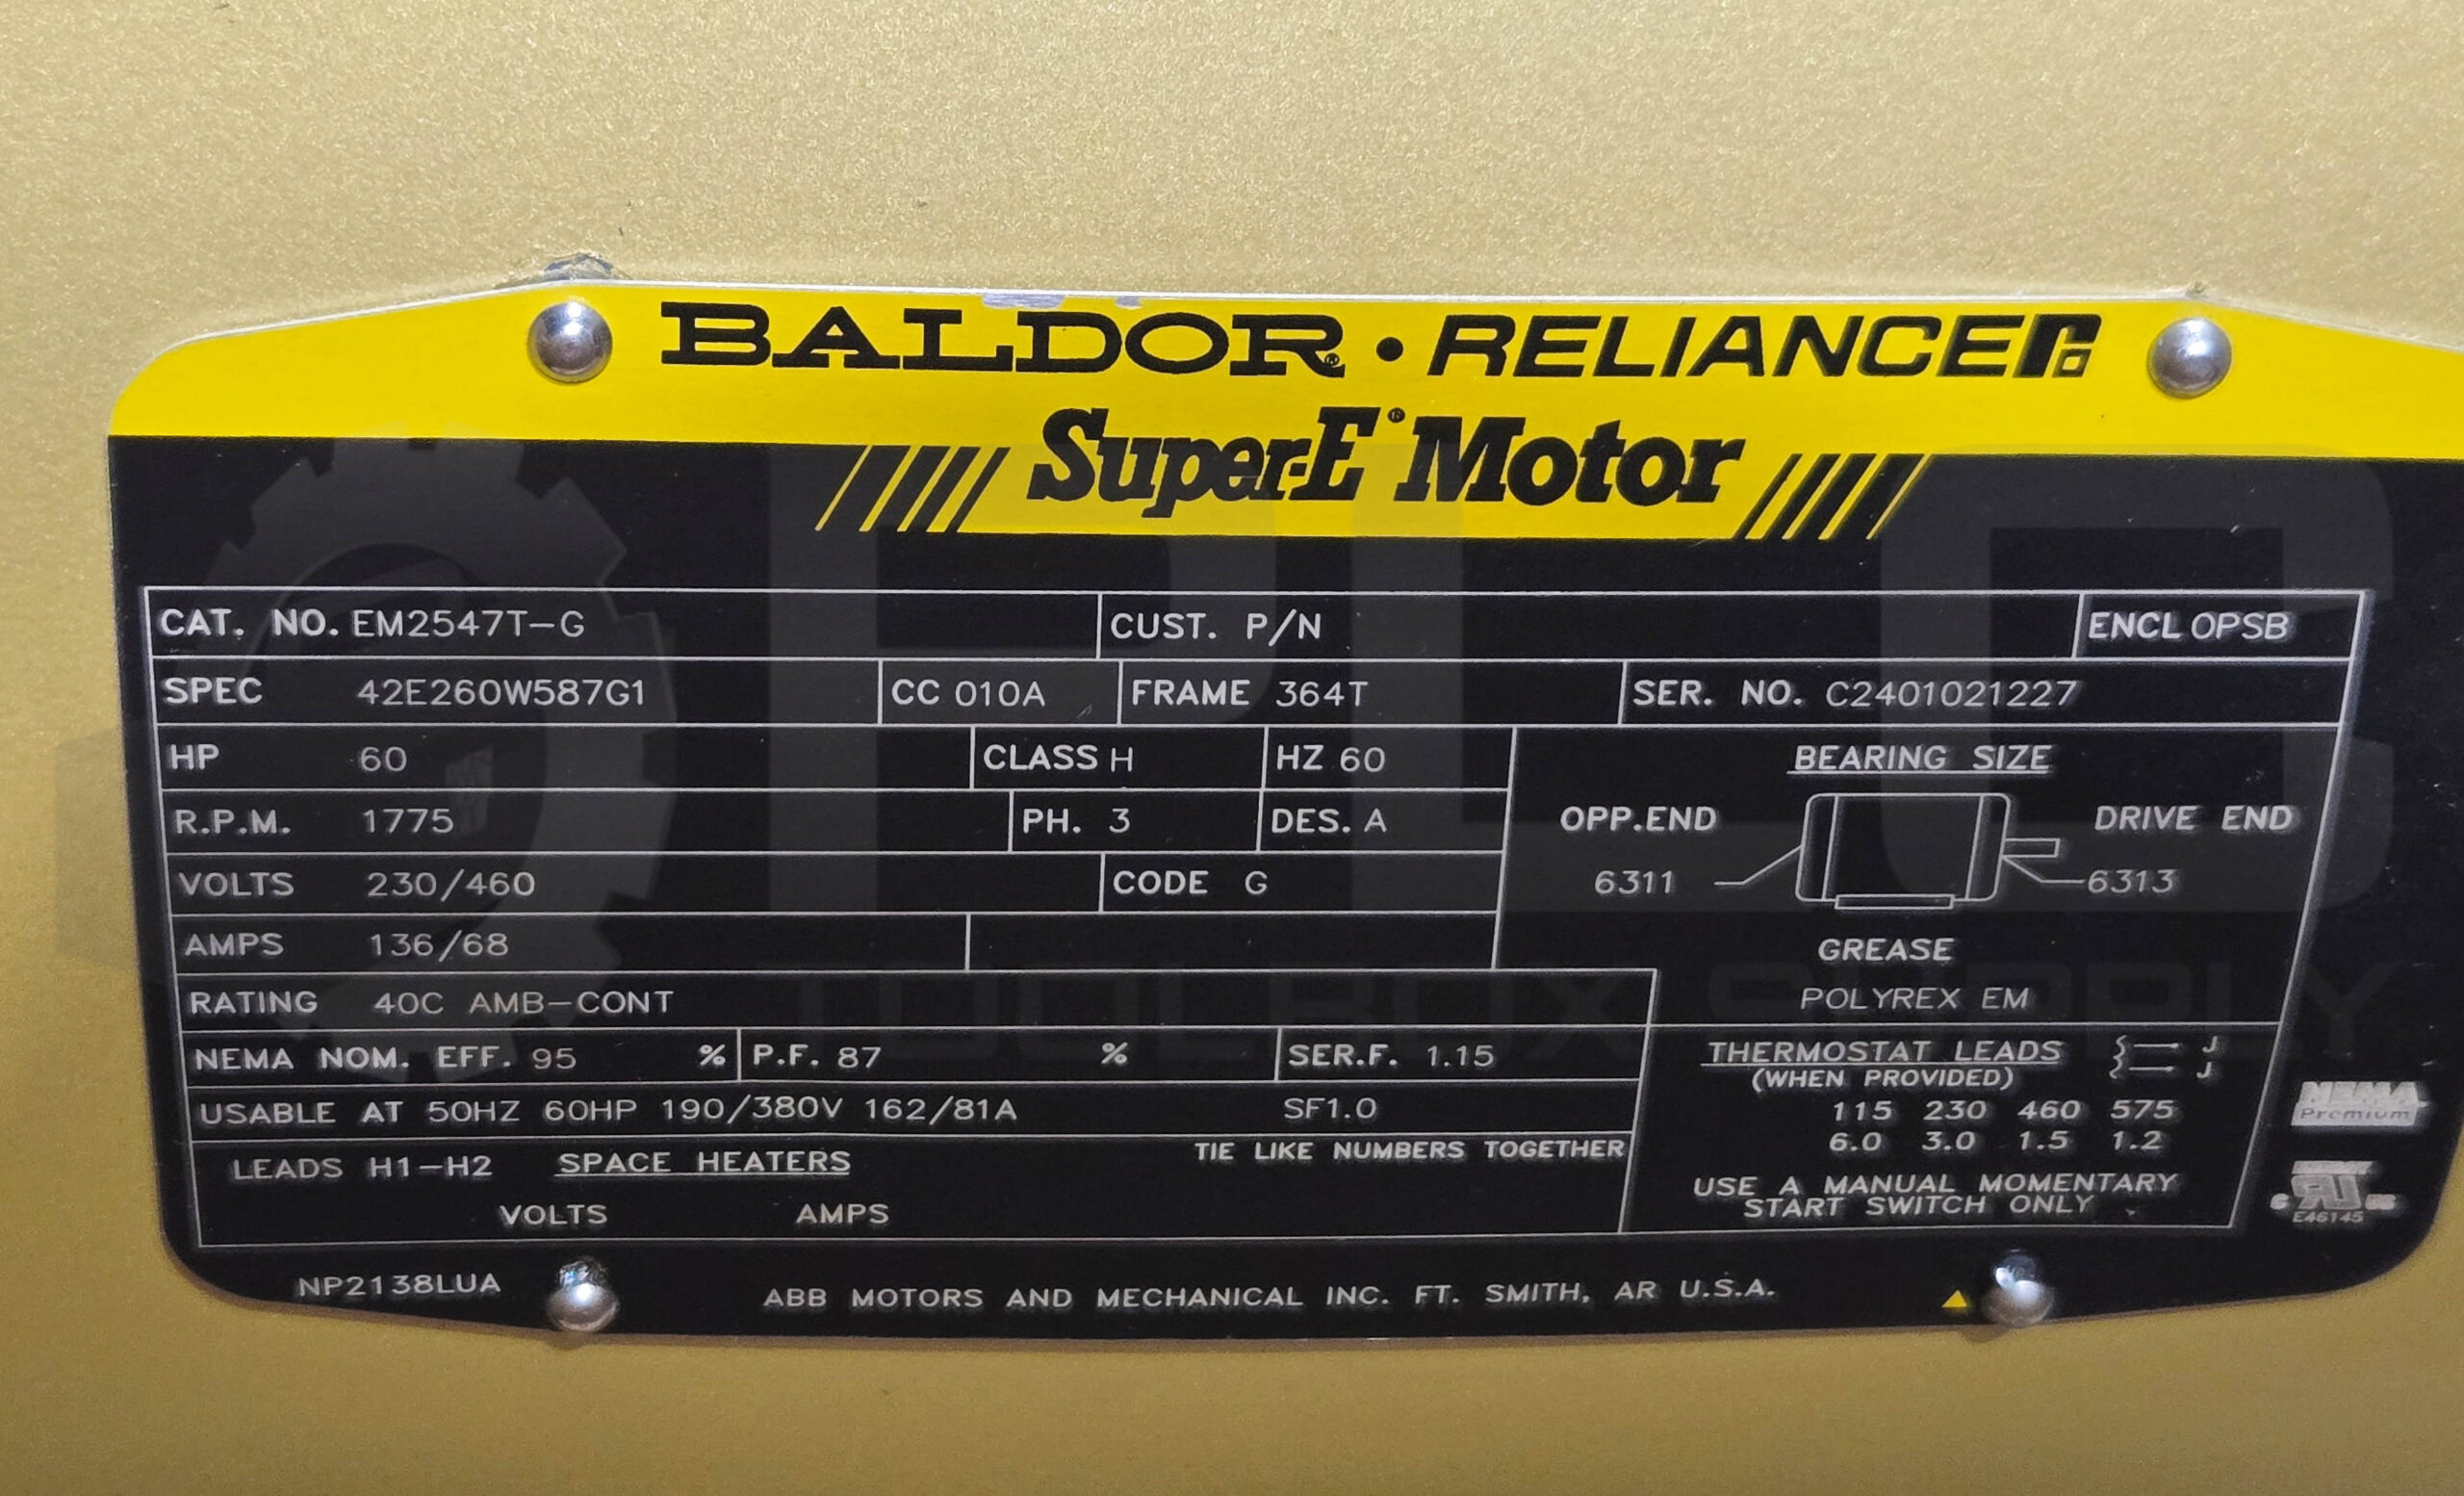 BALDOR • RELIANCE
Super-E® Motor
CAT. NO. EM2547T-G CUST. P/N ENCL OPSB
SPEC 42E260W587G1 CC 010A FRAME 364T SER. NO. C2401021227
HP 60 CLASS H HZ 60
R.P.M. 1775 PH. 3 DES. A
VOLTS 230/460 CODE G
AMPS 136/68
RATING 40C AMB-CONT
NEMA NOM. EFF. 95 % P.F. 87 % SER.F. 1.15
USABLE AT 50HZ 60HP 190/380V 162/81A SF1.0
LEADS H1-H2 SPACE HEATERS TIE LIKE NUMBERS TOGETHER
VOLTS AMPS
BEARING SIZE
OPP.END DRIVE END
6311 6313
GREASE
POLYREX EM
THERMOSTAT LEADS J
(WHEN PROVIDED) J
115 230 460 575
6.0 3.0 1.5 1.2
USE A MANUAL MOMENTARY
START SWITCH ONLY
NEMA
Premium
E46145
NP2138LUA ABB MOTORS AND MECHANICAL INC. FT. SMITH, AR U.S.A.
PLC
TOOLBOX SUPPLY